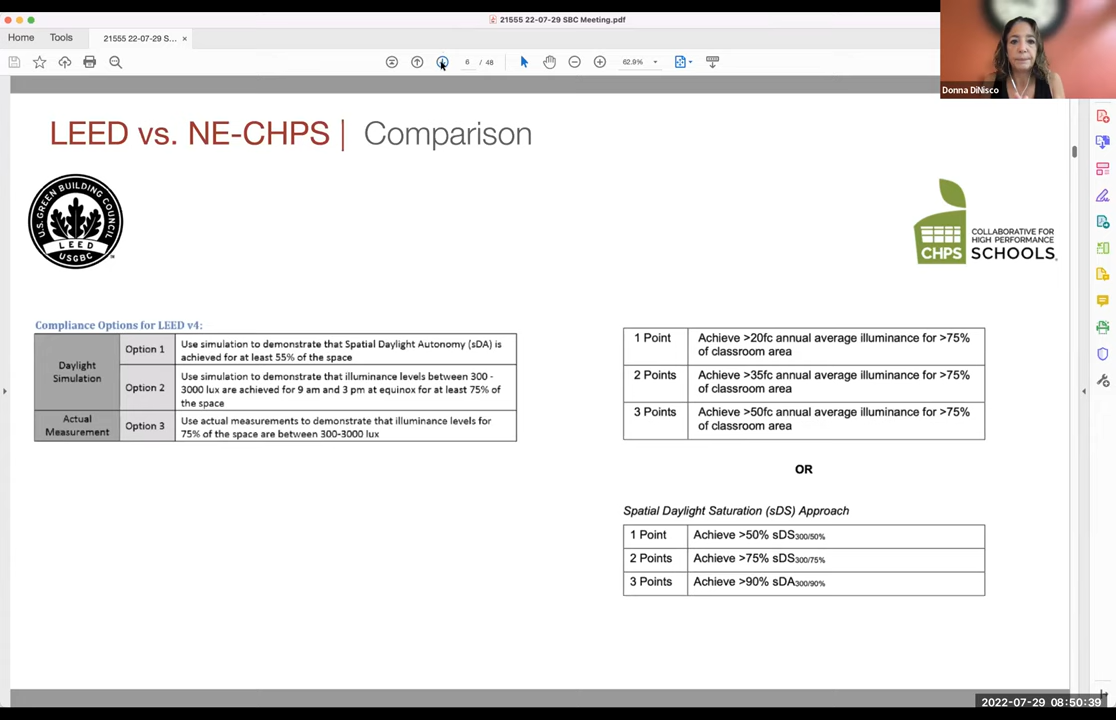 21555 22-07-29 SBC Meeting.pdf
Home
Tools
21555 22-07-29 S... ×
6 / 48
62.9%
Donna DiNisco
LEED vs. NE-CHPS | Comparison
U.S. GREEN BUILDING COUNCIL
LEED
USGBC
CHPS
COLLABORATIVE FOR
HIGH PERFORMANCE
SCHOOLS
Compliance Options for LEED v4:
Daylight
Simulation
Option 1
Use simulation to demonstrate that Spatial Daylight Autonomy (sDA) is
achieved for at least 55% of the space
Option 2
Use simulation to demonstrate that illuminance levels between 300 -
3000 lux are achieved for 9 am and 3 pm at equinox for at least 75% of
the space
Actual
Measurement
Option 3
Use actual measurements to demonstrate that illuminance levels for
75% of the space are between 300-3000 lux
1 Point
Achieve >20fc annual average illuminance for >75%
of classroom area
2 Points
Achieve >35fc annual average illuminance for >75%
of classroom area
3 Points
Achieve >50fc annual average illuminance for >75%
of classroom area
OR
Spatial Daylight Saturation (sDS) Approach
1 Point
Achieve >50% sDS300/50%
2 Points
Achieve >75% sDS300/75%
3 Points
Achieve >90% sDA300/90%
2022-07-29 08:50:39